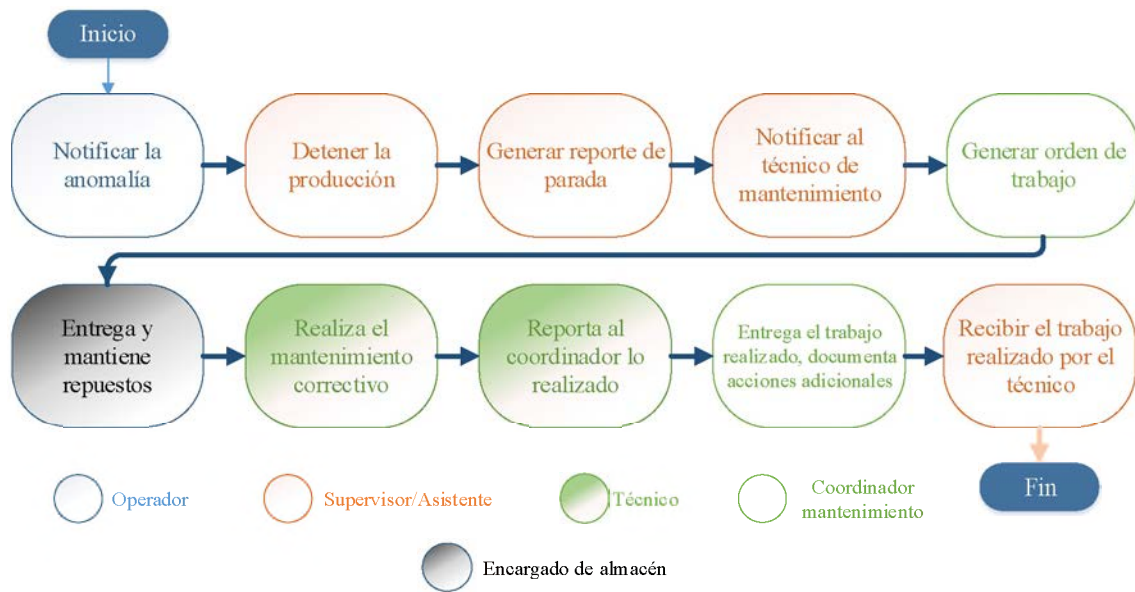 Inicio
Notificar la
anomalía
Detener la
producción
Generar reporte de
parada
Notificar al
técnico de
mantenimiento
Generar orden de
trabajo
Entrega y
mantiene
repuestos
Realiza el
mantenimiento
correctivo
Reporta al
coordinador lo
realizado
Entrega el trabajo
realizado, documenta
acciones adicionales
Recibir el trabajo
realizado por el
técnico
Fin
Operador
Supervisor/Asistente
Técnico
Coordinador
mantenimiento
Encargado de almacén